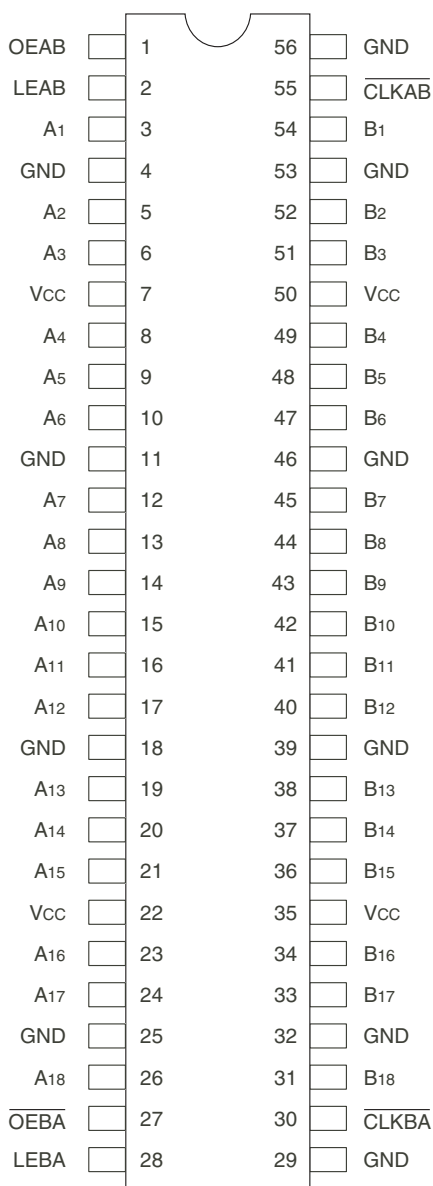 OEAB 1 56 GND
LEAB 2 55 C̅L̅K̅A̅B̅
A1 3 54 B1
GND 4 53 GND
A2 5 52 B2
A3 6 51 B3
VCC 7 50 VCC
A4 8 49 B4
A5 9 48 B5
A6 10 47 B6
GND 11 46 GND
A7 12 45 B7
A8 13 44 B8
A9 14 43 B9
A10 15 42 B10
A11 16 41 B11
A12 17 40 B12
GND 18 39 GND
A13 19 38 B13
A14 20 37 B14
A15 21 36 B15
VCC 22 35 VCC
A16 23 34 B16
A17 24 33 B17
GND 25 32 GND
A18 26 31 B18
O̅E̅B̅A̅ 27 30 C̅L̅K̅B̅A̅
LEBA 28 29 GND